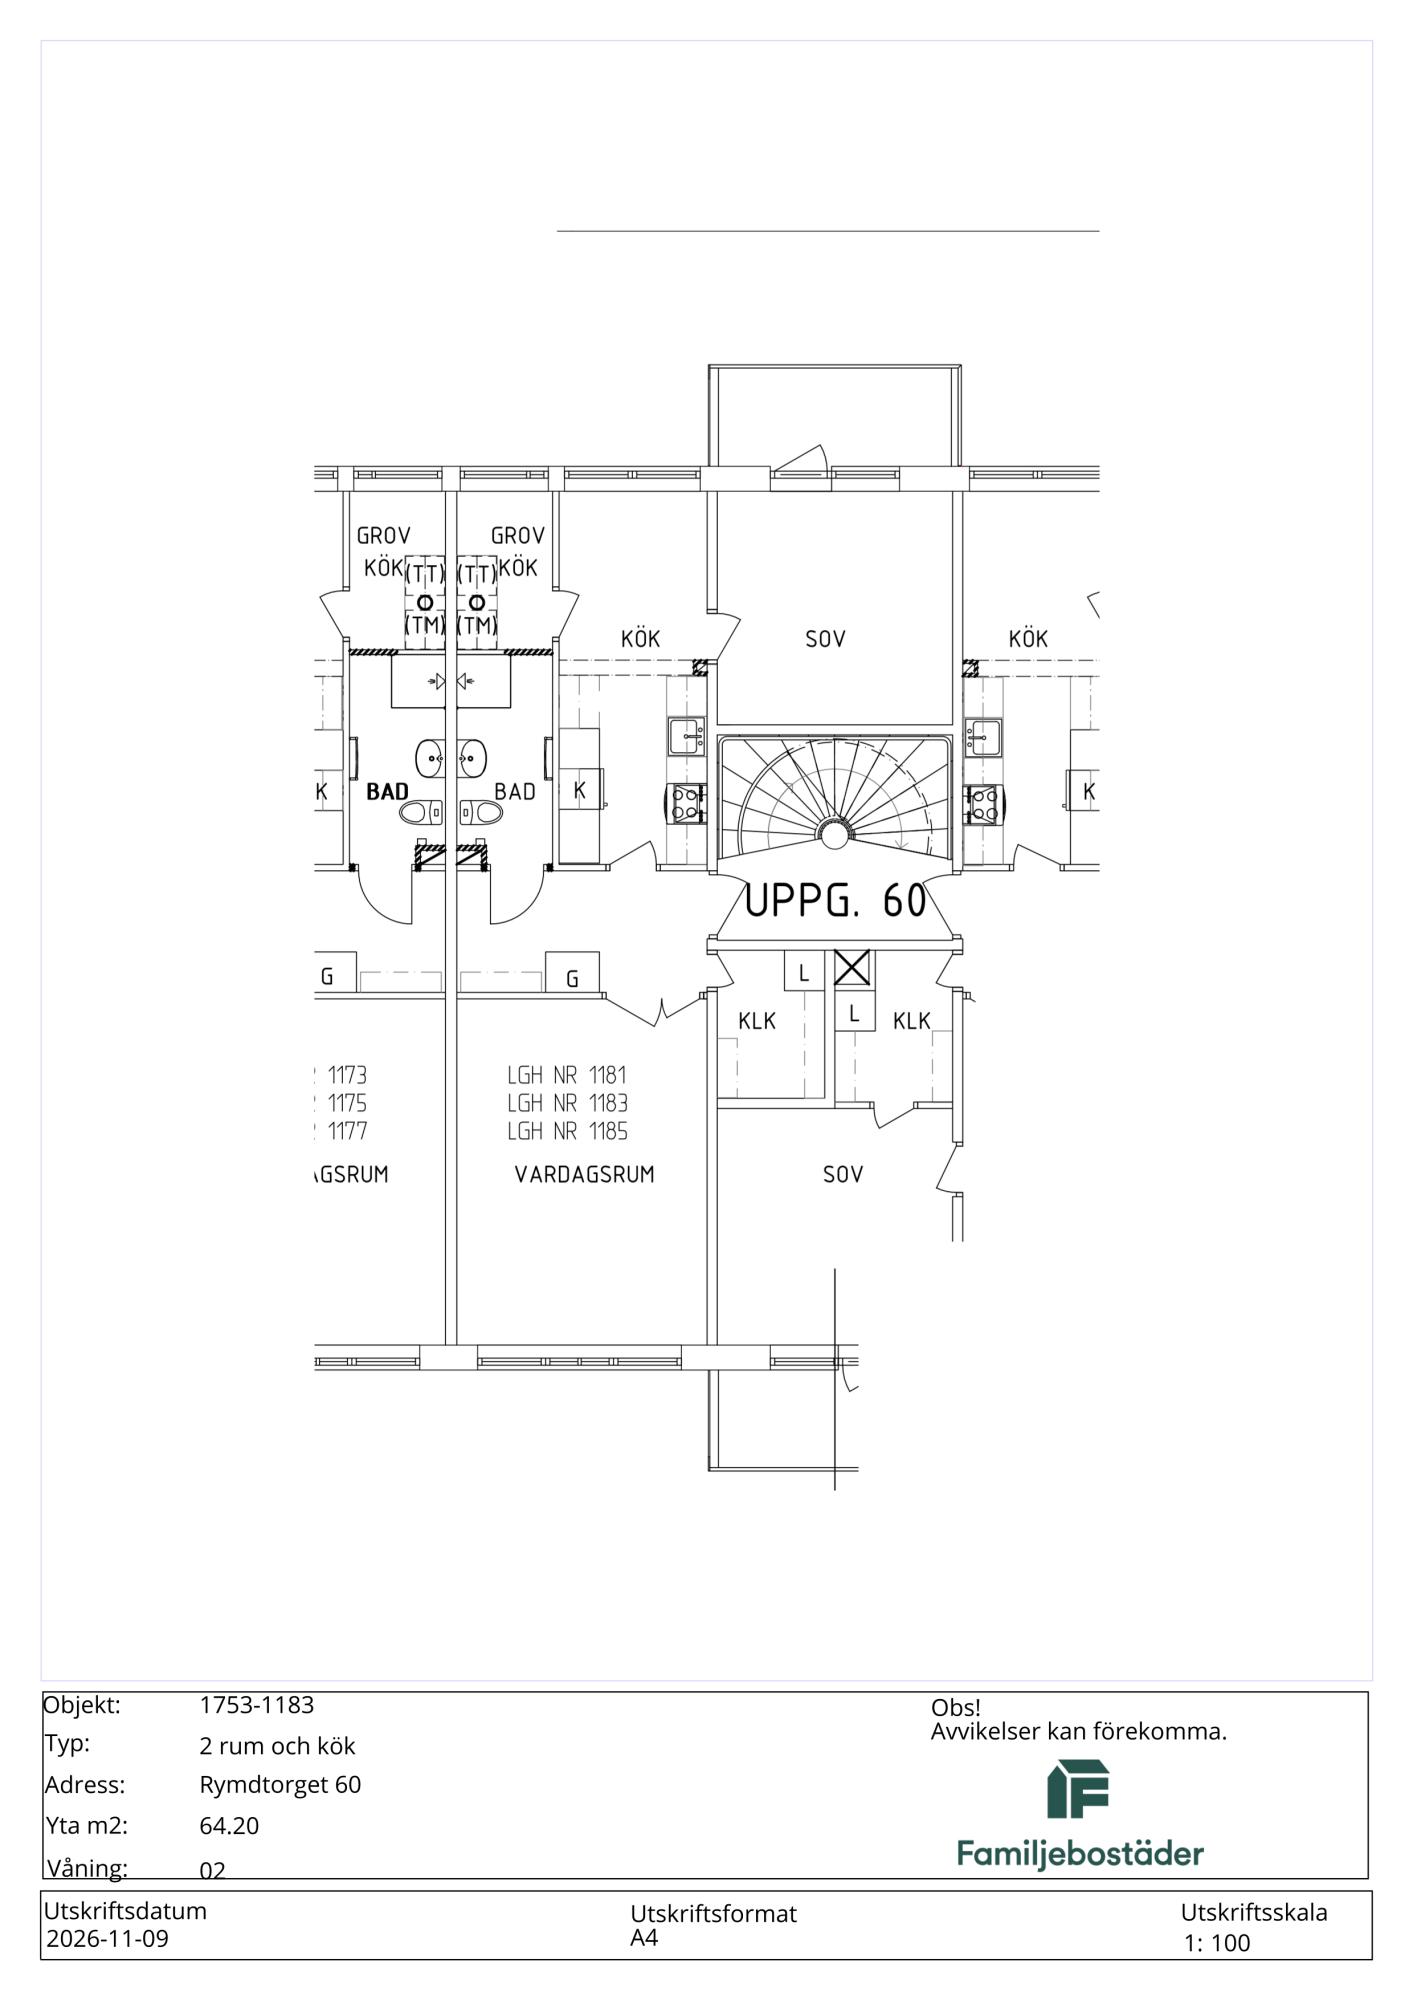 GROV
KÖK
GROV
KÖK
(TT)
(TT)
(TM)
(TM)
KÖK
SOV
KÖK
K
BAD
BAD
K
K
UPPG. 60
G
G
L
L
KLK
KLK
1173
1175
1177
LGH NR 1181
LGH NR 1183
LGH NR 1185
AGSRUM
VARDAGSRUM
SOV
Objekt: 1753-1183
Typ: 2 rum och kök
Adress: Rymdtorget 60
Yta m2: 64.20
Våning: 02
Obs!
Avvikelser kan förekomma.
Familjebostäder
Utskriftsdatum
2026-11-09
Utskriftsformat
A4
Utskriftsskala
1: 100